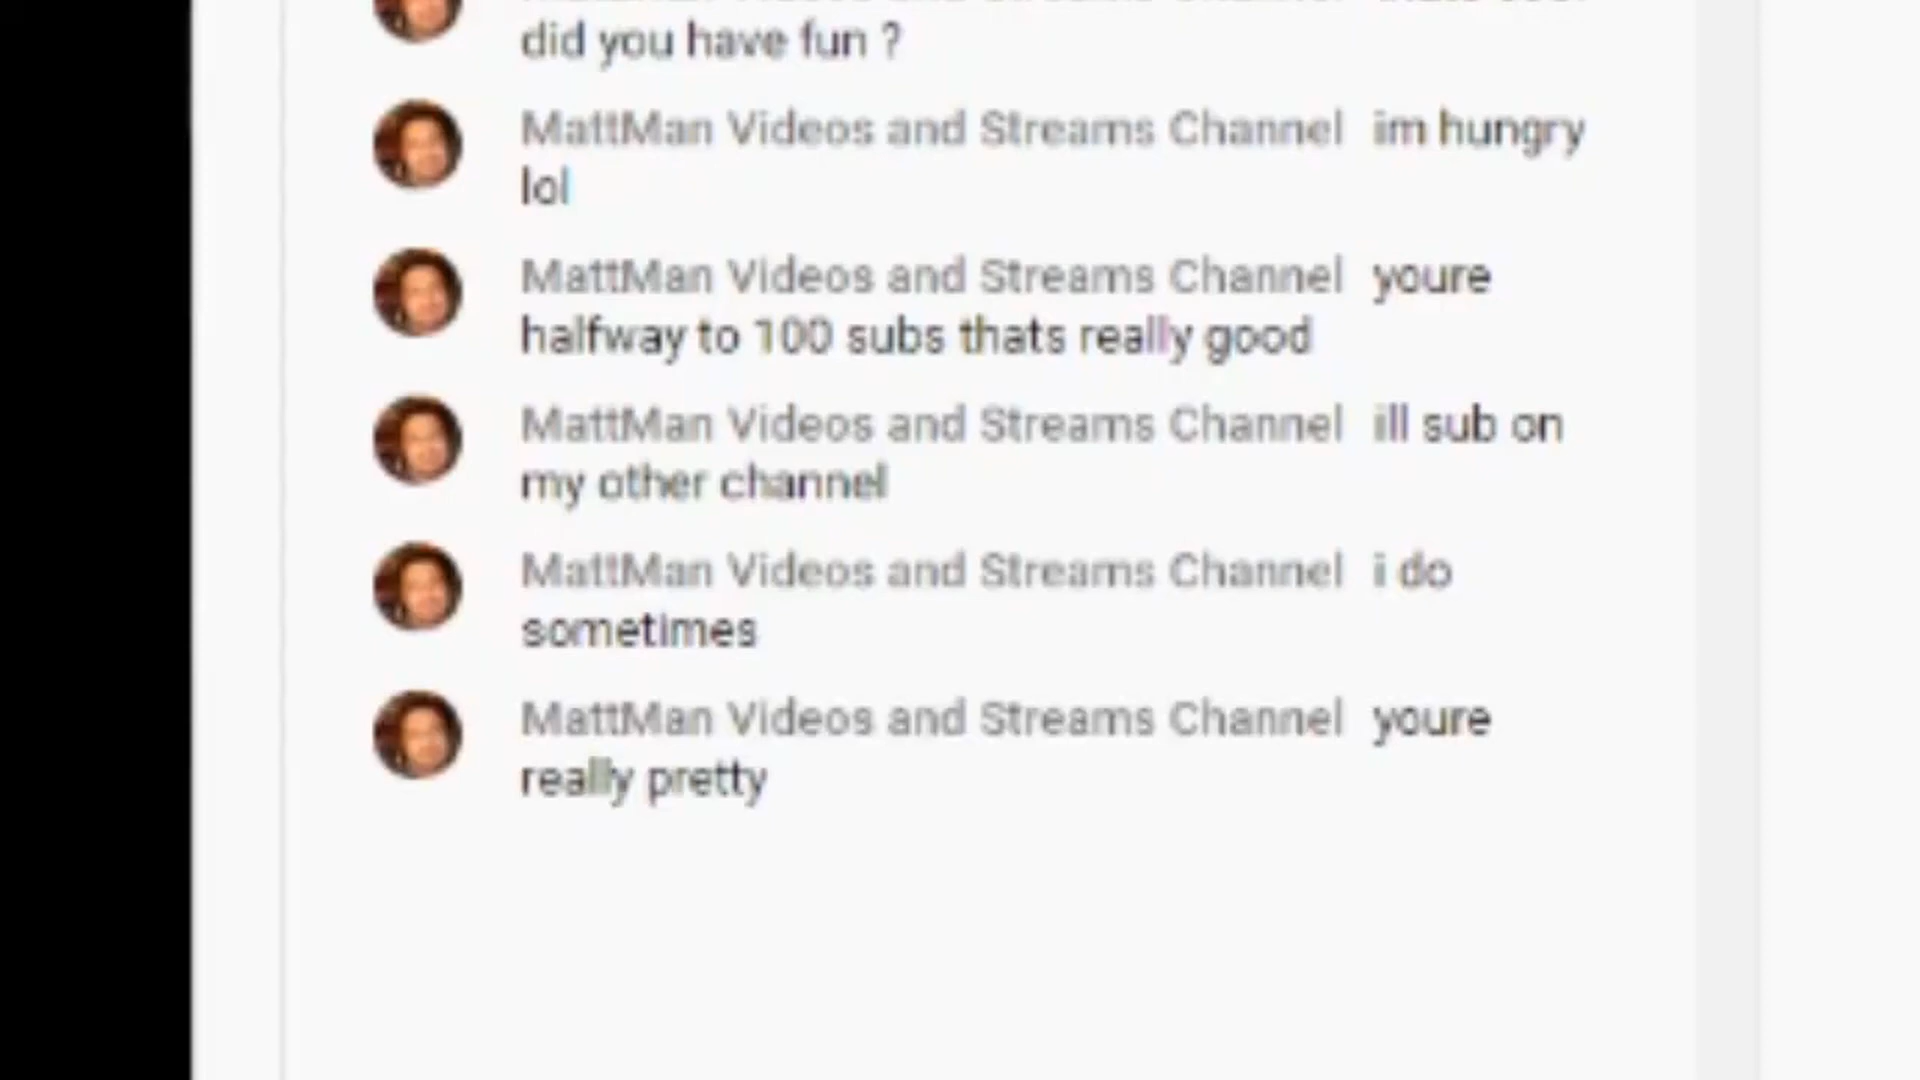 did you have fun ?
MattMan Videos and Streams Channel im hungry
lol
MattMan Videos and Streams Channel youre
halfway to 100 subs thats really good
MattMan Videos and Streams Channel ill sub on
my other channel
MattMan Videos and Streams Channel i do
sometimes
MattMan Videos and Streams Channel youre
really pretty